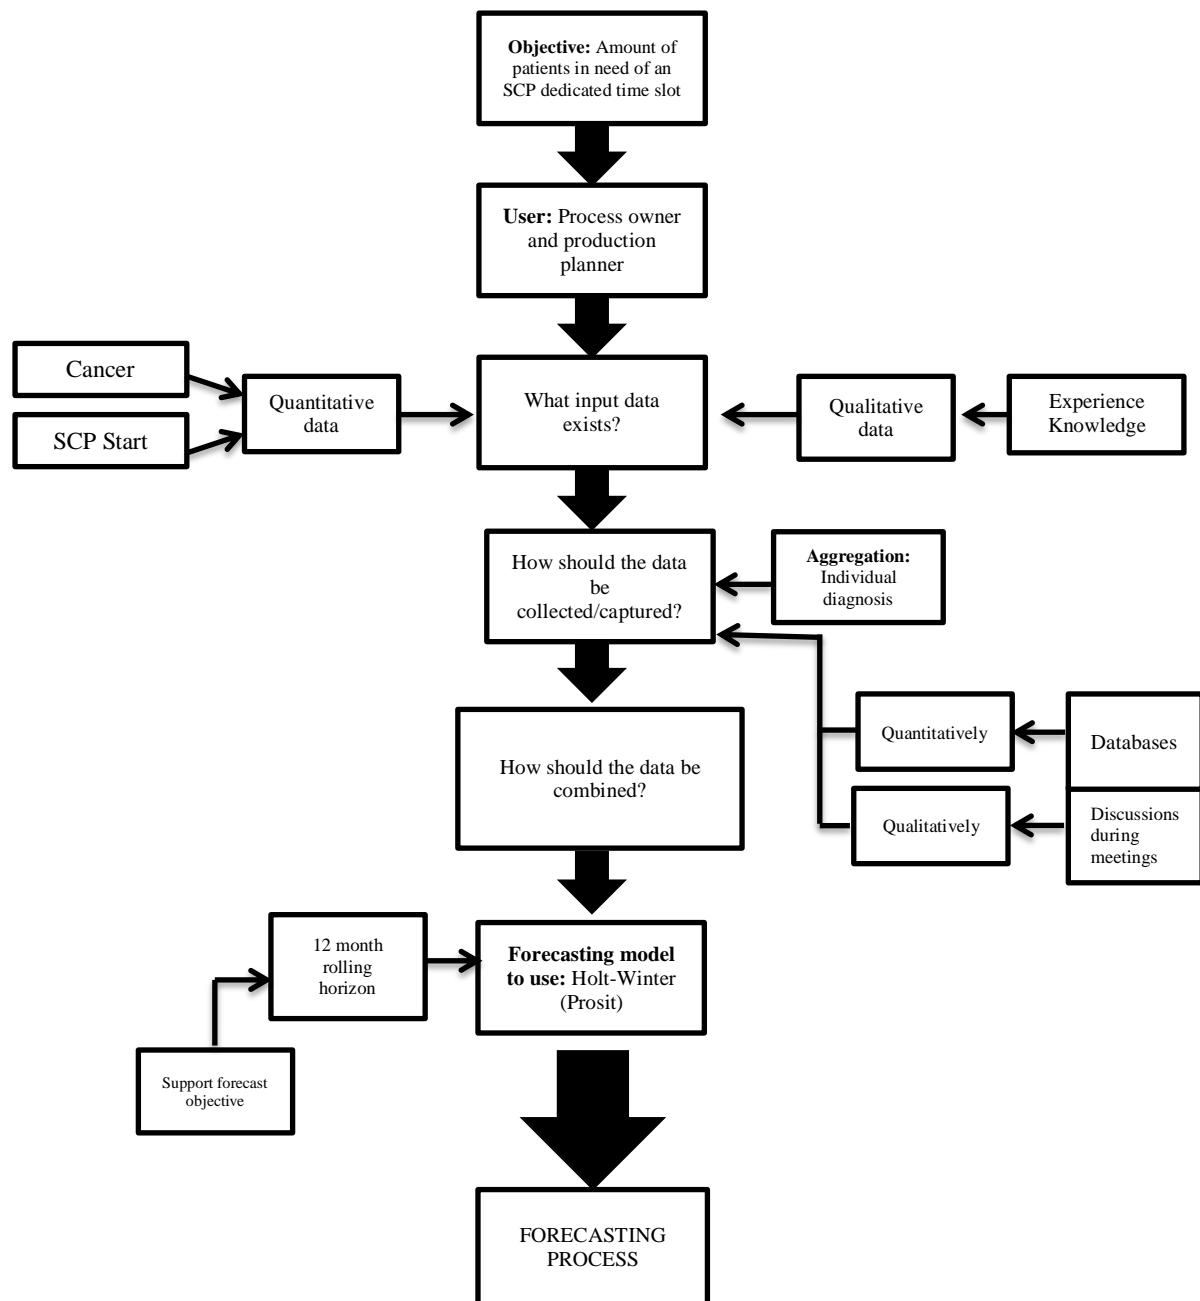 Objective: Amount of
patients in need of an
SCP dedicated time slot
User: Process owner
and production
planner
Cancer
SCP Start
Quantitative
data
What input data
exists?
Qualitative
data
Experience
Knowledge
How should the data
be
collected/captured?
Aggregation:
Individual
diagnosis
Quantitatively
Databases
How should the data be
combined?
Qualitatively
Discussions
during
meetings
12 month
rolling
horizon
Forecasting model
to use: Holt-Winter
(Prosit)
Support forecast
objective
FORECASTING
PROCESS